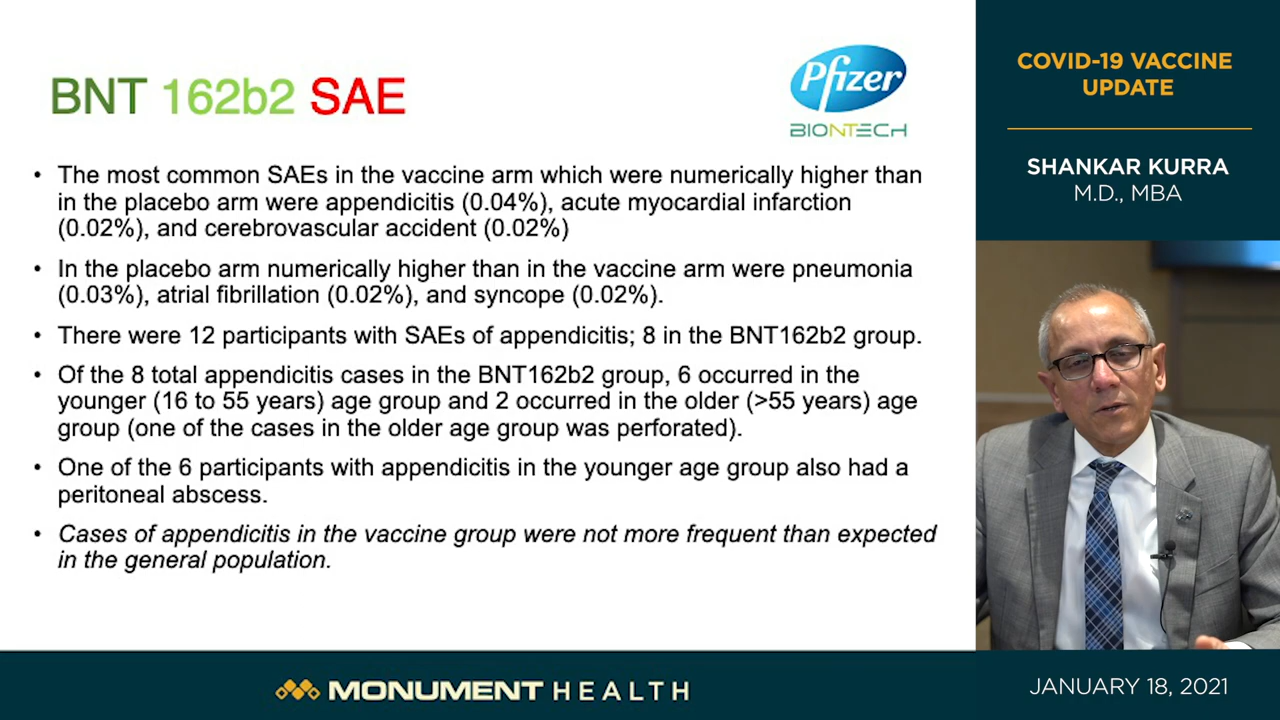 BNT 162b2 SAE
Pfizer
BIONTECH
• The most common SAEs in the vaccine arm which were numerically higher than
in the placebo arm were appendicitis (0.04%), acute myocardial infarction
(0.02%), and cerebrovascular accident (0.02%)
• In the placebo arm numerically higher than in the vaccine arm were pneumonia
(0.03%), atrial fibrillation (0.02%), and syncope (0.02%).
• There were 12 participants with SAEs of appendicitis; 8 in the BNT162b2 group.
• Of the 8 total appendicitis cases in the BNT162b2 group, 6 occurred in the
younger (16 to 55 years) age group and 2 occurred in the older (>55 years) age
group (one of the cases in the older age group was perforated).
• One of the 6 participants with appendicitis in the younger age group also had a
peritoneal abscess.
• Cases of appendicitis in the vaccine group were not more frequent than expected
in the general population.
COVID-19 VACCINE
UPDATE
SHANKAR KURRA
M.D., MBA
MONUMENT HEALTH
JANUARY 18, 2021